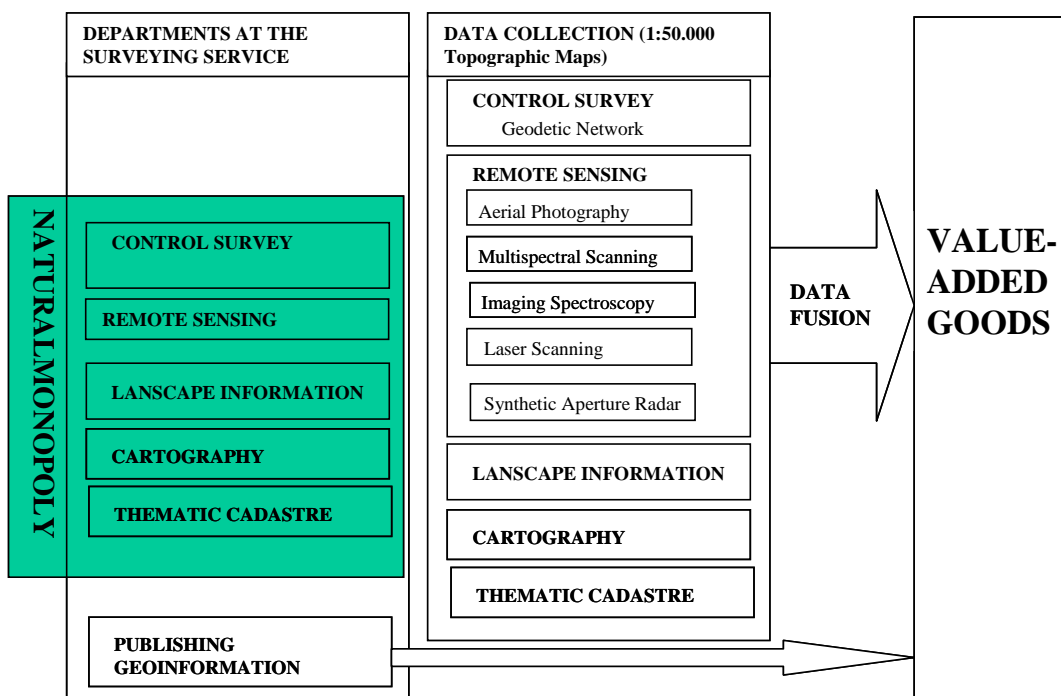 DEPARTMENTS AT THE
SURVEYING SERVICE
NATURALMONOPOLY
CONTROL SURVEY
REMOTE SENSING
LANSCAPE INFORMATION
CARTOGRAPHY
THEMATIC CADASTRE
PUBLISHING
GEOINFORMATION
DATA COLLECTION (1:50.000
Topographic Maps)
CONTROL SURVEY
Geodetic Network
REMOTE SENSING
Aerial Photography
Multispectral Scanning
Imaging Spectroscopy
Laser Scanning
Synthetic Aperture Radar
LANSCAPE INFORMATION
CARTOGRAPHY
THEMATIC CADASTRE
DATA
FUSION
VALUE-
ADDED
GOODS